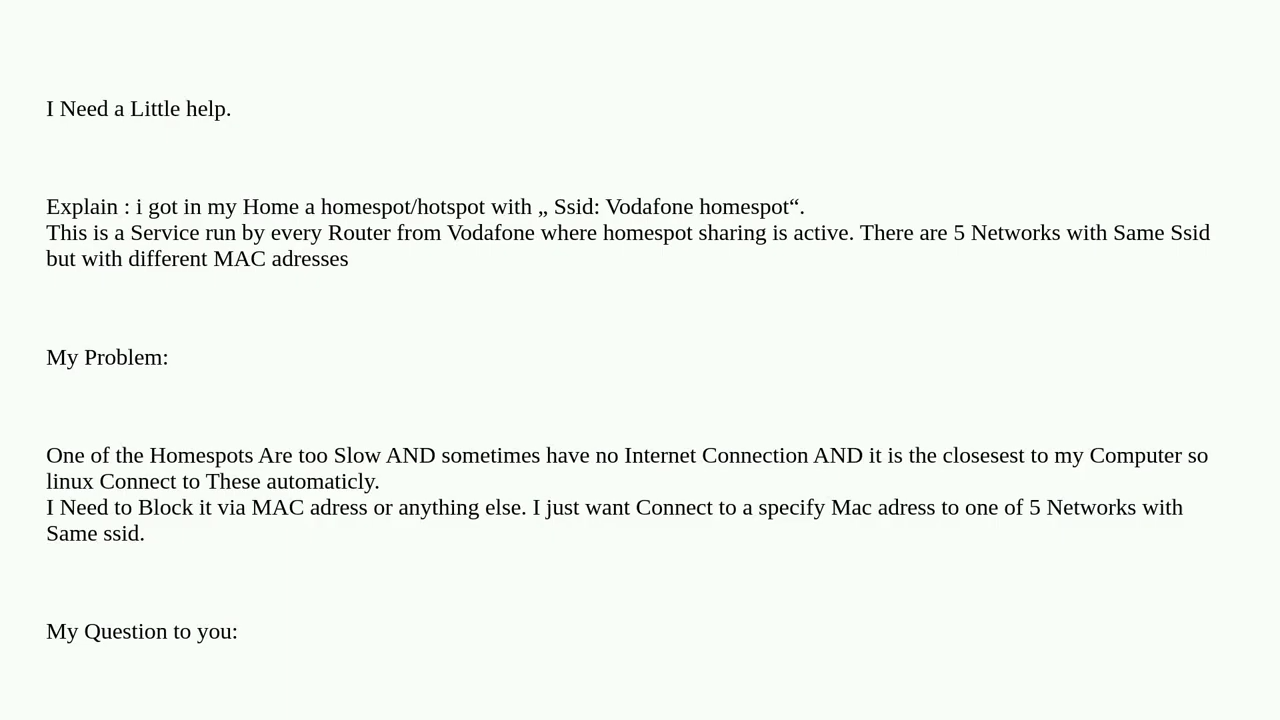 I Need a Little help.
Explain : i got in my Home a homespot/hotspot with „ Ssid: Vodafone homespot“.
This is a Service run by every Router from Vodafone where homespot sharing is active. There are 5 Networks with Same Ssid
but with different MAC adresses
My Problem:
One of the Homespots Are too Slow AND sometimes have no Internet Connection AND it is the closesest to my Computer so
linux Connect to These automaticly.
I Need to Block it via MAC adress or anything else. I just want Connect to a specify Mac adress to one of 5 Networks with
Same ssid.
My Question to you: